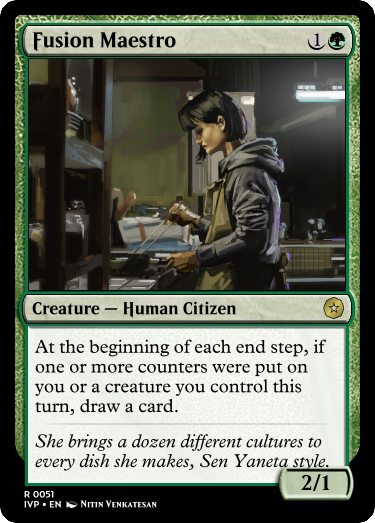 Fusion Maestro
1
Creature — Human Citizen
At the beginning of each end step, if
one or more counters were put on
you or a creature you control this
turn, draw a card.
She brings a dozen different cultures to
every dish she makes, Sen Yaneta style.
2/1
R 0051
IVP • EN Nitin Venkatesan